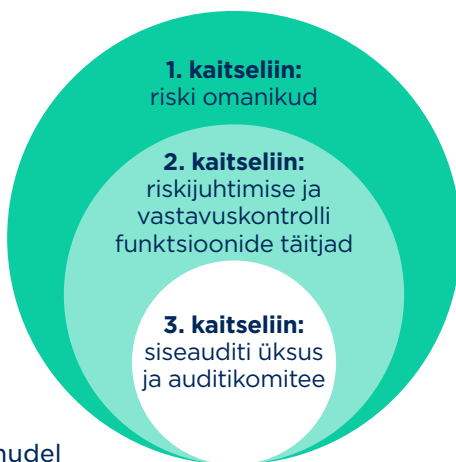 1. kaitseliin:
riski omanikud
2. kaitseliin:
riskijuhtimise ja
vastavuskontrolli
funktsioonide täitjad
3. kaitseliin:
siseauditi üksus
ja auditikomitee